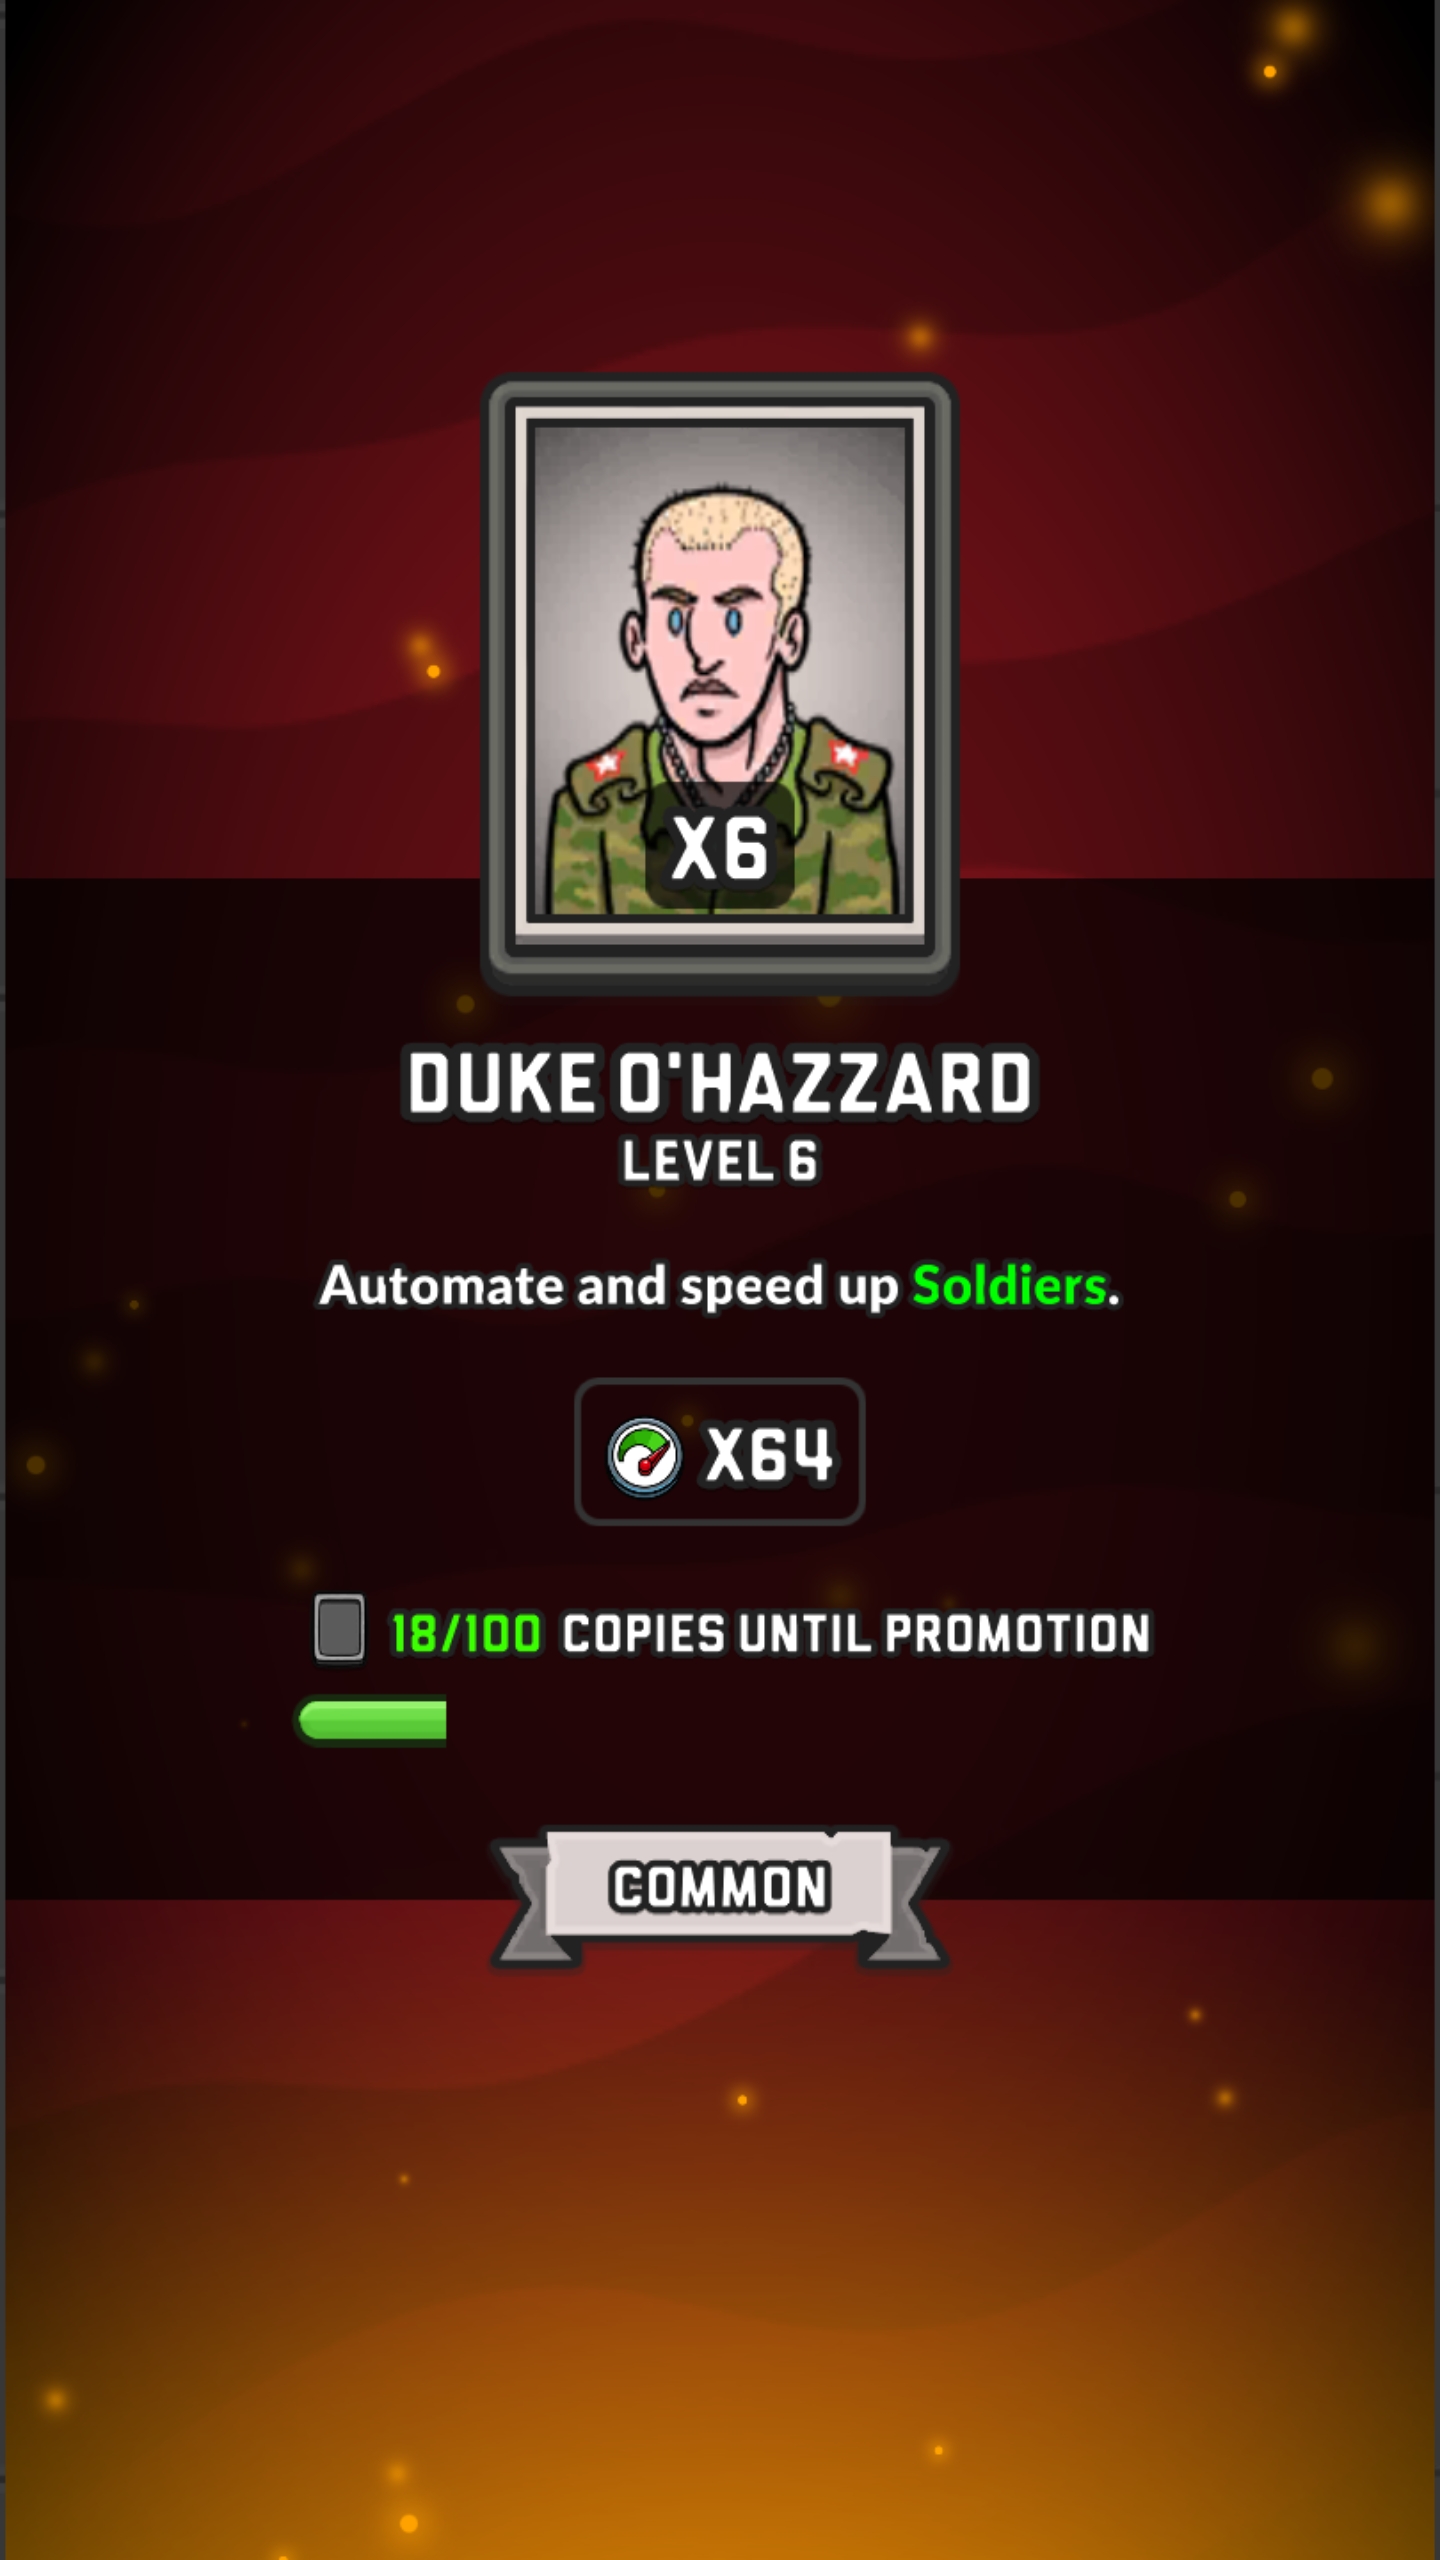 X6
DUKE O'HAZZARD
LEVEL 6
Automate and speed up Soldiers.
X64
18/100 COPIES UNTIL PROMOTION
COMMON